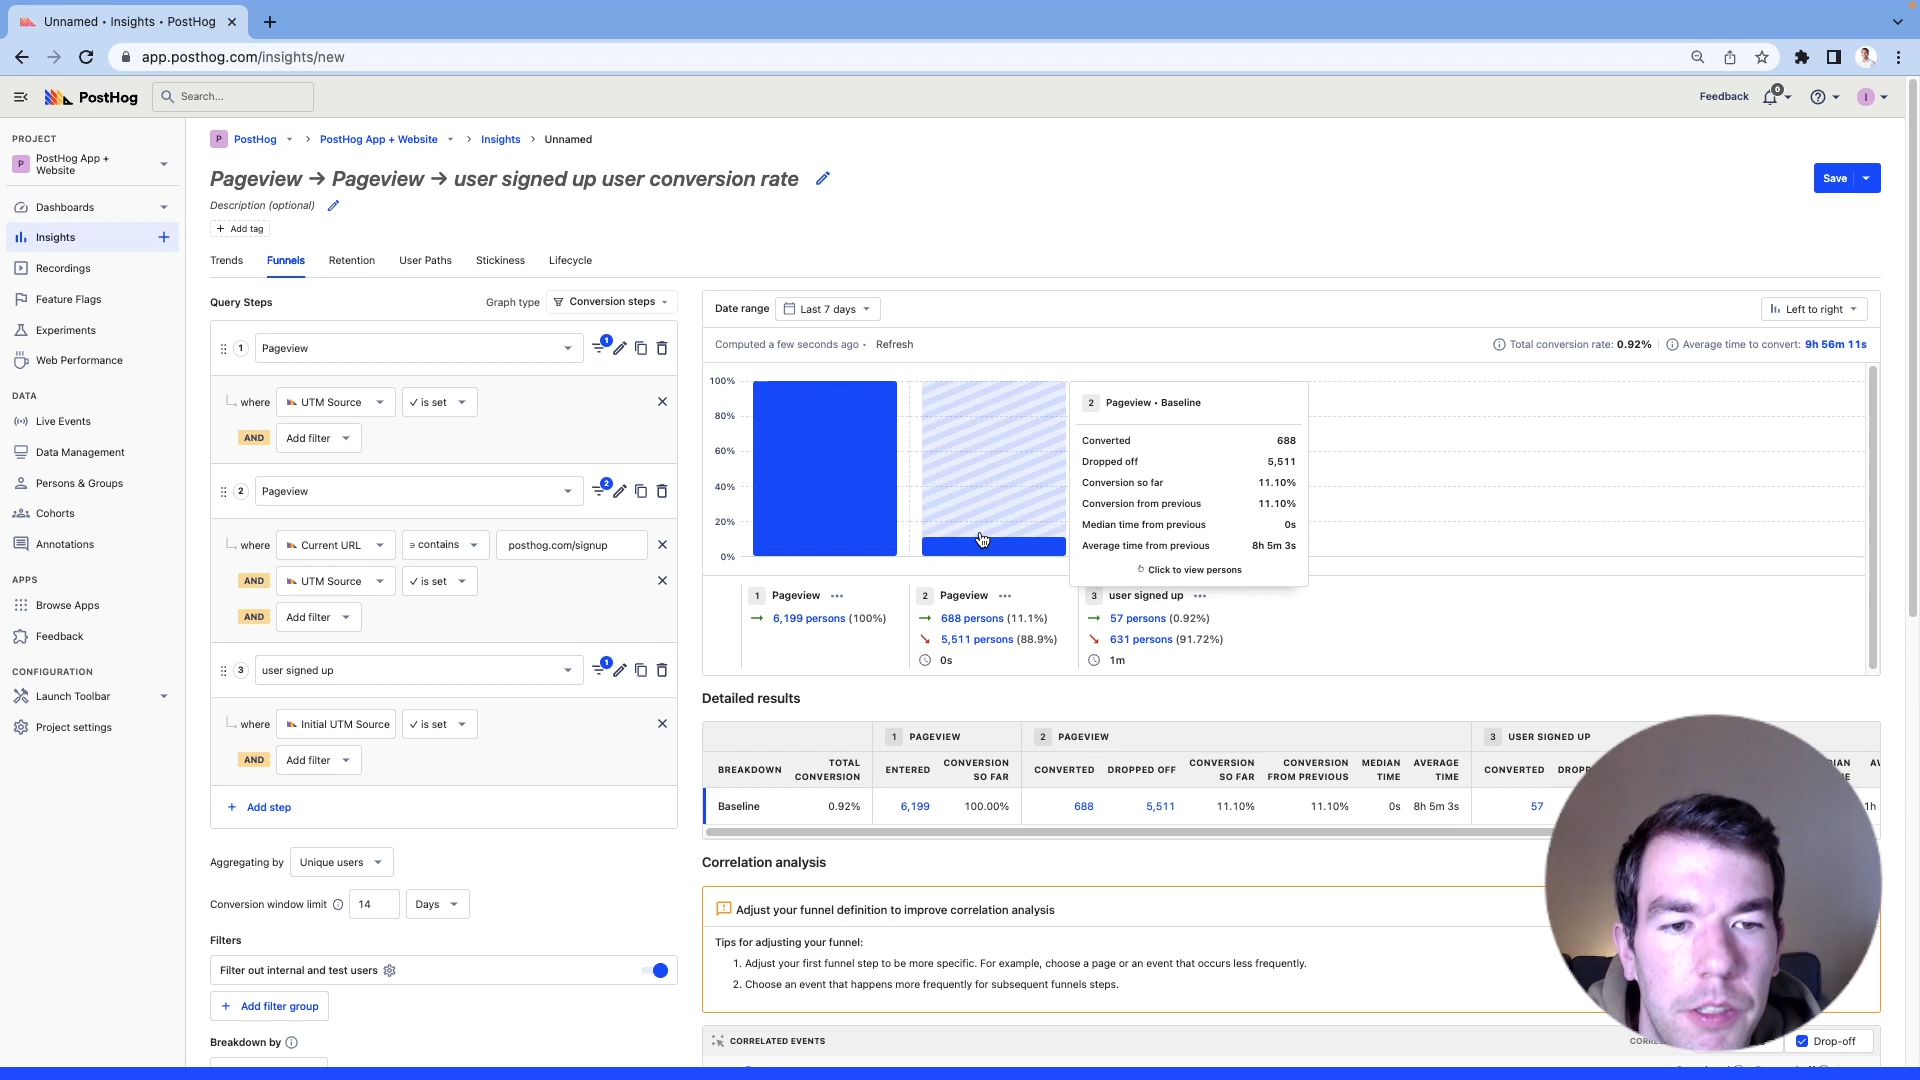 Unnamed • Insights • PostHog
app.posthog.com/insights/new
PostHog
Search...
Feedback
0
I
PROJECT
P
PostHog App +
Website
Dashboards
Insights
Recordings
Feature Flags
Experiments
Web Performance
DATA
Live Events
Data Management
Persons & Groups
Cohorts
Annotations
APPS
Browse Apps
Feedback
CONFIGURATION
Launch Toolbar
Project settings
P PostHog > PostHog App + Website > Insights > Unnamed
Pageview → Pageview → user signed up user conversion rate
Save
Description (optional)
+ Add tag
Trends Funnels Retention User Paths Stickiness Lifecycle
Query Steps
Graph type Conversion steps
1 Pageview 1
where UTM Source ✓ is set
AND Add filter
2 Pageview 2
where Current URL ∋ contains posthog.com/signup
AND UTM Source ✓ is set
AND Add filter
3 user signed up 1
where Initial UTM Source ✓ is set
AND Add filter
+ Add step
Aggregating by Unique users
Conversion window limit 14 Days
Filters
Filter out internal and test users
+ Add filter group
Breakdown by
Date range Last 7 days
Left to right
Computed a few seconds ago • Refresh
Total conversion rate: 0.92%
Average time to convert: 9h 56m 11s
100%
80%
60%
40%
20%
0%
2 Pageview • Baseline
Converted 688
Dropped off 5,511
Conversion so far 11.10%
Conversion from previous 11.10%
Median time from previous 0s
Average time from previous 8h 5m 3s
Click to view persons
1 Pageview
→ 6,199 persons (100%)
2 Pageview
→ 688 persons (11.1%)
↘ 5,511 persons (88.9%)
0s
3 user signed up
→ 57 persons (0.92%)
↘ 631 persons (91.72%)
1m
Detailed results
1 PAGEVIEW 2 PAGEVIEW 3 USER SIGNED UP
BREAKDOWN TOTAL CONVERSION ENTERED CONVERSION SO FAR CONVERTED DROPPED OFF CONVERSION SO FAR CONVERSION FROM PREVIOUS MEDIAN TIME AVERAGE TIME CONVERTED
Baseline 0.92% 6,199 100.00% 688 5,511 11.10% 11.10% 0s 8h 5m 3s 57 1h
Correlation analysis
Adjust your funnel definition to improve correlation analysis
Tips for adjusting your funnel:
1. Adjust your first funnel step to be more specific. For example, choose a page or an event that occurs less frequently.
2. Choose an event that happens more frequently for subsequent funnels steps.
CORRELATED EVENTS
Drop-off